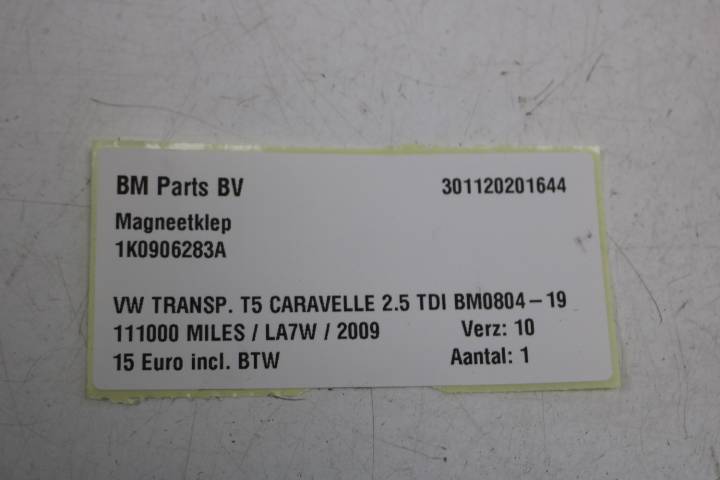 BM Parts BV 301120201644
Magneetklep
1K0906283A
VW TRANSP. T5 CARAVELLE 2.5 TDI BM0804-19
111000 MILES / LA7W / 2009 Verz: 10
15 Euro incl. BTW Aantal: 1